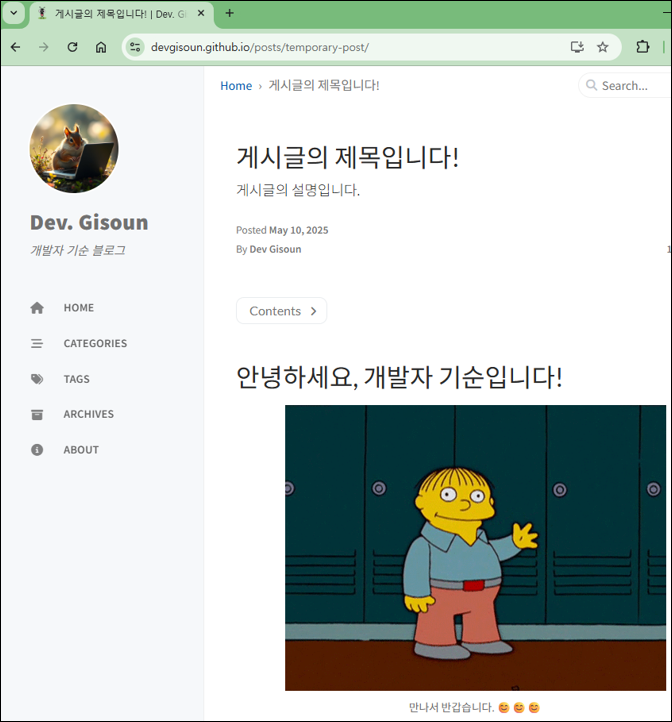 게시글의 제목입니다! | Dev. Gi
devgisoun.github.io/posts/temporary-post/
Home › 게시글의 제목입니다!
Search...
Dev. Gisoun
개발자 기순 블로그
HOME
CATEGORIES
TAGS
ARCHIVES
ABOUT
게시글의 제목입니다!
게시글의 설명입니다.
Posted May 10, 2025
By Dev Gisoun
1
Contents
안녕하세요, 개발자 기순입니다!
만나서 반갑습니다. 😊 😊 😊